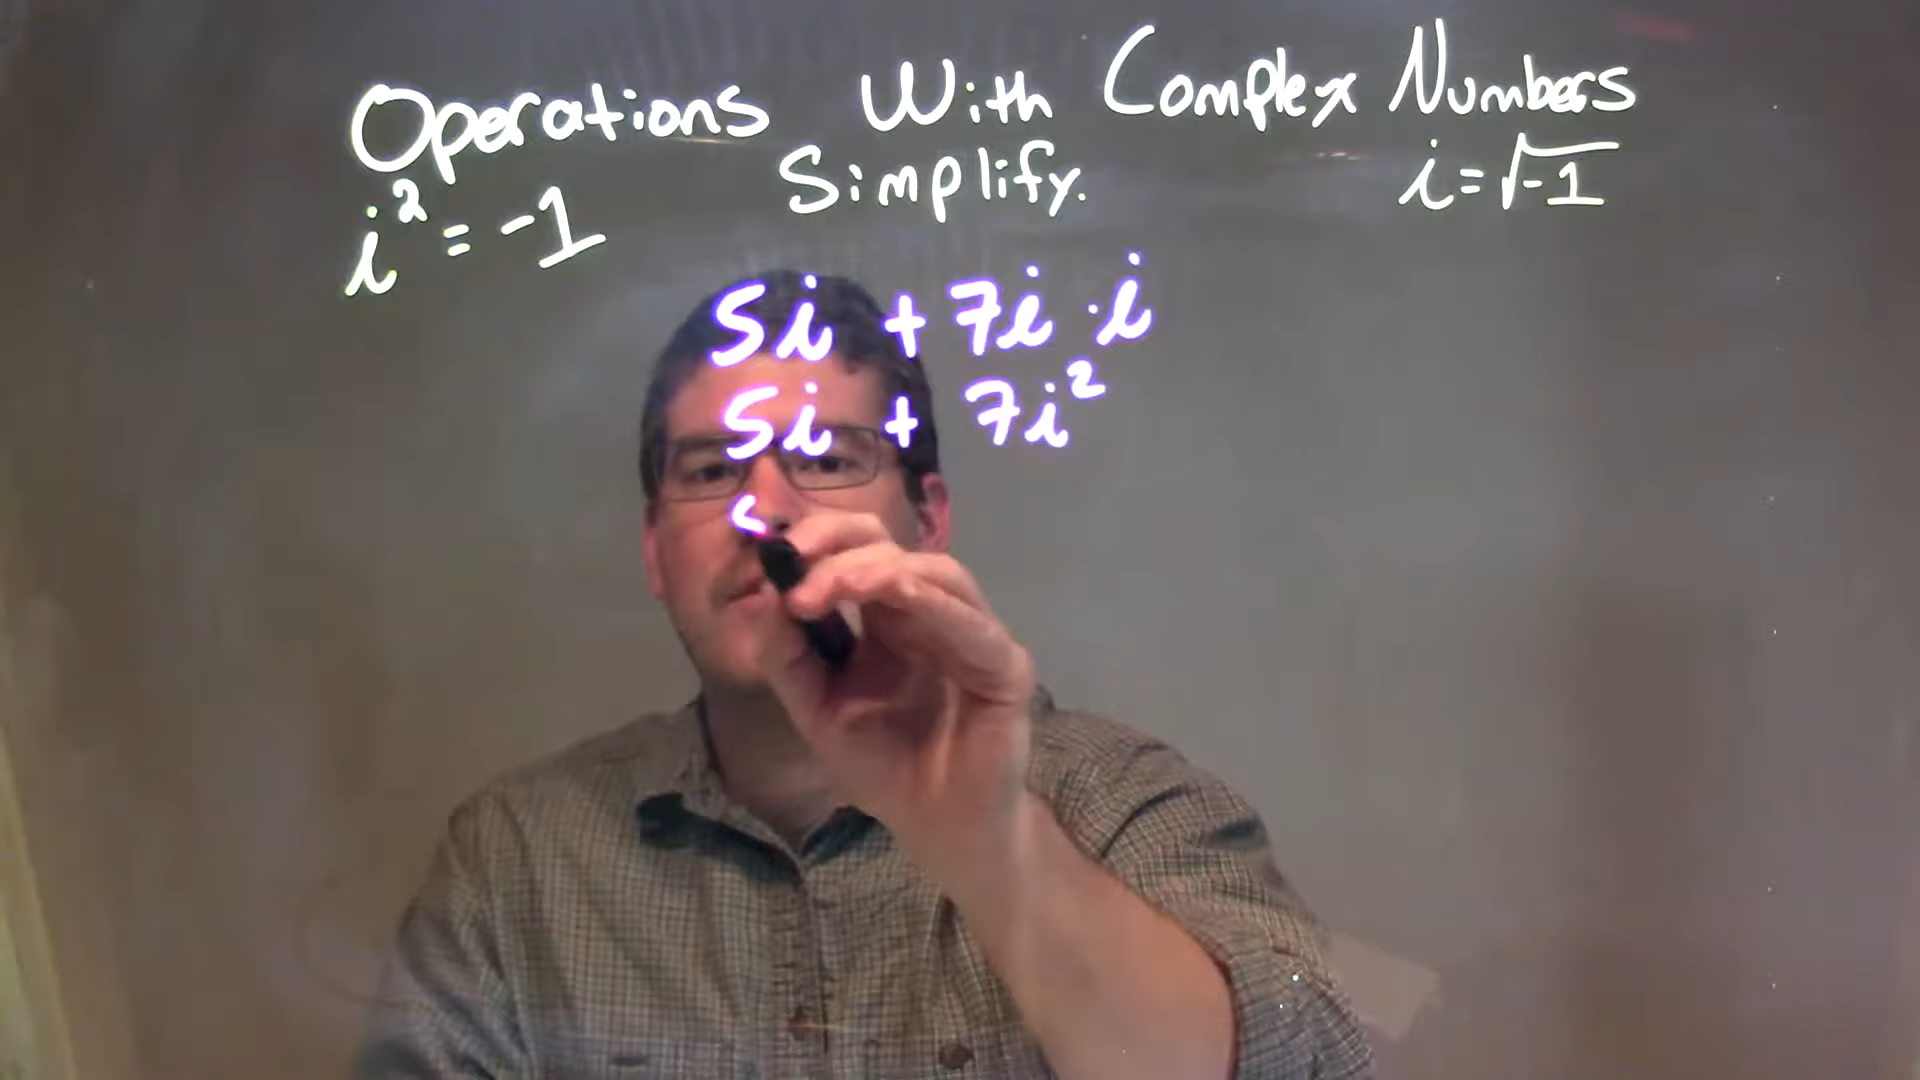 Operations With Complex Numbers
i² = -1 Simplify. i = √-1
5i + 7i · i
5i + 7i²